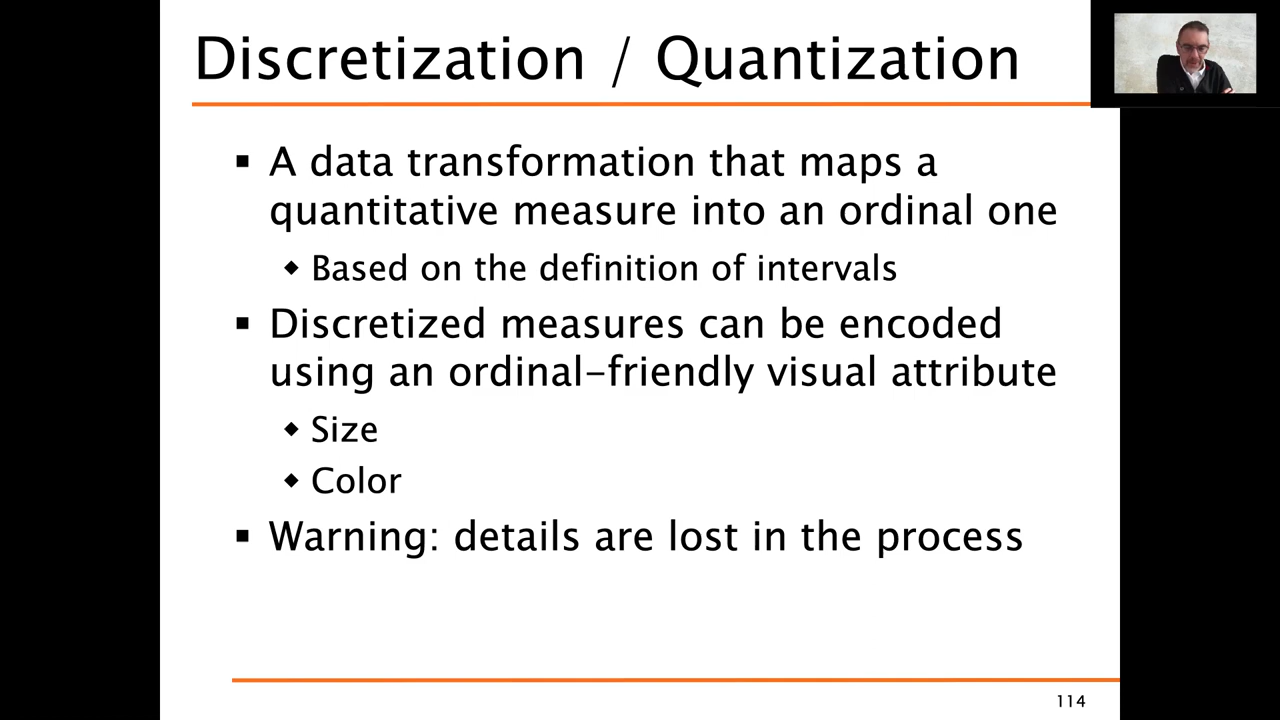 Discretization / Quantization
▪ A data transformation that maps a
quantitative measure into an ordinal one
◆ Based on the definition of intervals
▪ Discretized measures can be encoded
using an ordinal–friendly visual attribute
◆ Size
◆ Color
▪ Warning: details are lost in the process
114